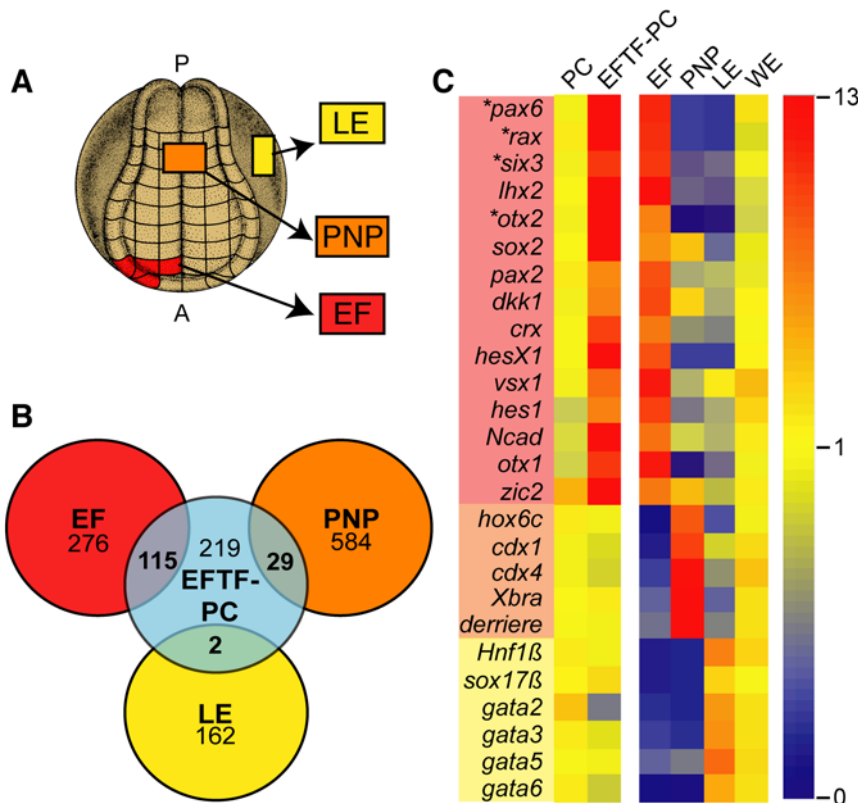 A
P
A
LE
PNP
EF
B
EF
276
PNP
584
115
219
29
EFTF-
PC
2
LE
162
C
PC
EFTF-PC
EF
PNP
LE
WE
*pax6
*rax
*six3
lhx2
*otx2
sox2
pax2
dkk1
crx
hesX1
vsx1
hes1
Ncad
otx1
zic2
hox6c
cdx1
cdx4
Xbra
derriere
Hnf1ß
sox17ß
gata2
gata3
gata5
gata6
13
1
0